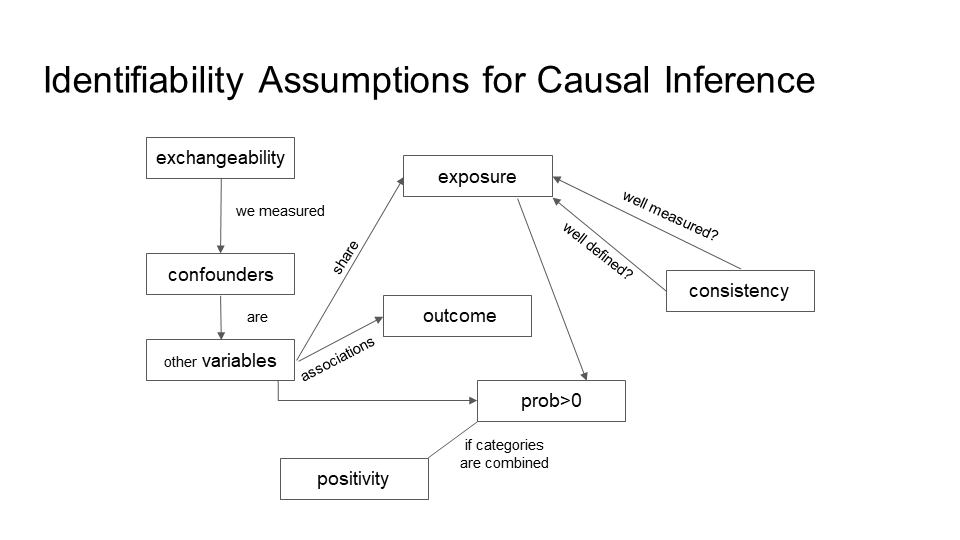 Identifiability Assumptions for Causal Inference
exchangeability
exposure
we measured
well measured?
share
well defined?
confounders
consistency
are
outcome
other variables
associations
prob>0
if categories
are combined
positivity